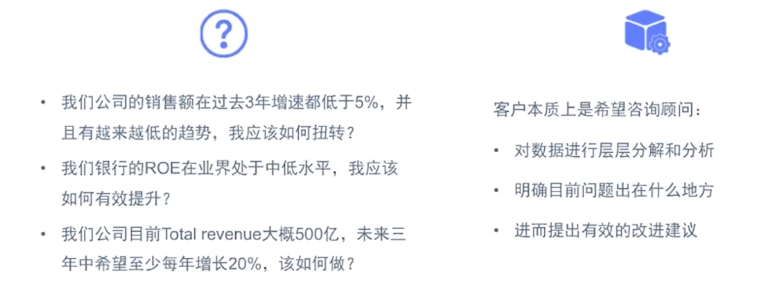 • 我们公司的销售额在过去3年增速都低于5%，并
且有越来越低的趋势，我应该如何扭转？
• 我们银行的ROE在业界处于中低水平，我应该
如何有效提升？
• 我们公司目前Total revenue大概500亿，未来三
年中希望至少每年增长20%，该如何做？
客户本质上是希望咨询顾问：
• 对数据进行层层分解和分析
• 明确目前问题出在什么地方
• 进而提出有效的改进建议